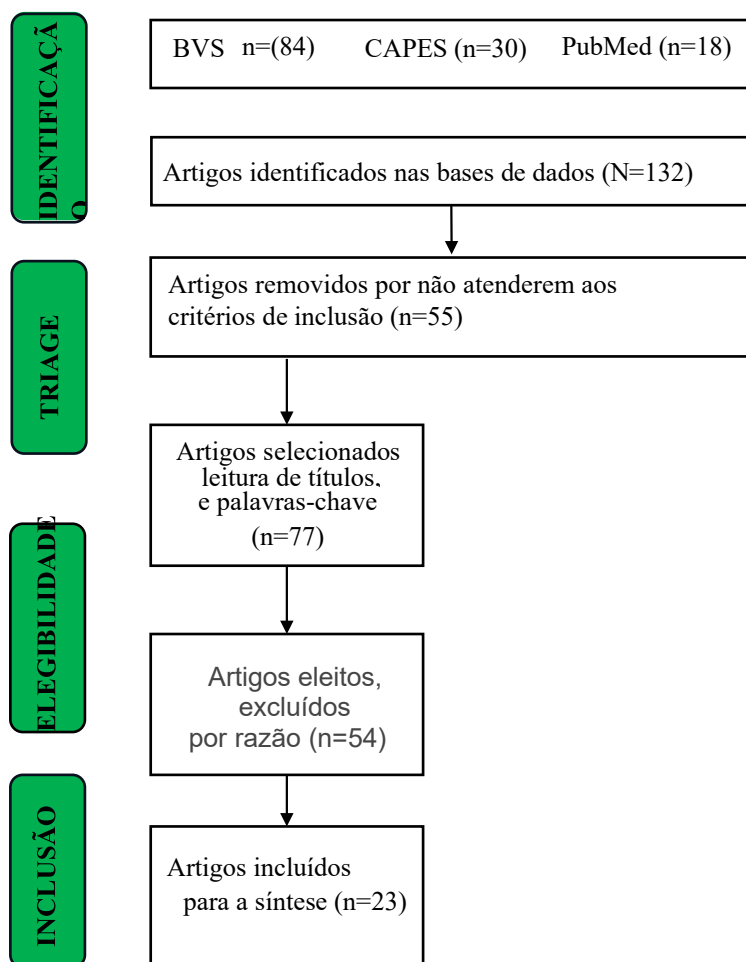 IDENTIFICAÇÃ
O
BVS n=(84) CAPES (n=30) PubMed (n=18)
Artigos identificados nas bases de dados (N=132)
TRIAGE
Artigos removidos por não atenderem aos
critérios de inclusão (n=55)
Artigos selecionados
leitura de títulos,
e palavras-chave
(n=77)
ELEGIBILIDADE
Artigos eleitos,
excluídos
por razão (n=54)
INCLUSÃO
Artigos incluídos
para a síntese (n=23)